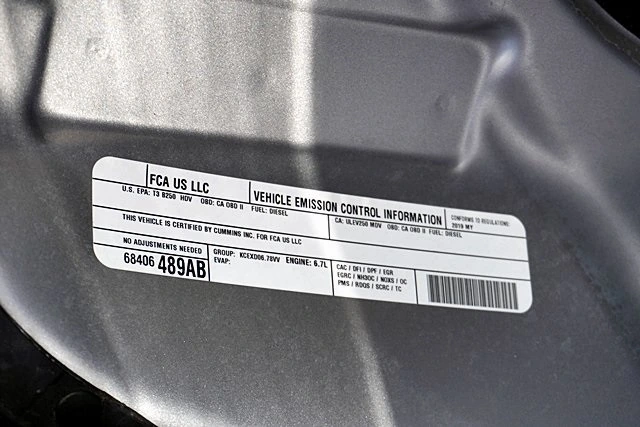 FCA US LLC
VEHICLE EMISSION CONTROL INFORMATION
CONFORMS TO REGULATIONS:
2019 MY
U.S. EPA: T3 B250 HDV OBD: CA OBD II FUEL: DIESEL
CA: ULEV250 MDV OBD: CA OBD II FUEL: DIESEL
THIS VEHICLE IS CERTIFIED BY CUMMINS INC. FOR FCA US LLC
NO ADJUSTMENTS NEEDED
68406 489AB
GROUP: KCEXD06.78VV ENGINE: 6.7L
EVAP:
CAC / DFI / DPF / EGR
EGRC / NH3OC / NOXS / OC
PMS / RDQS / SCRC / TC